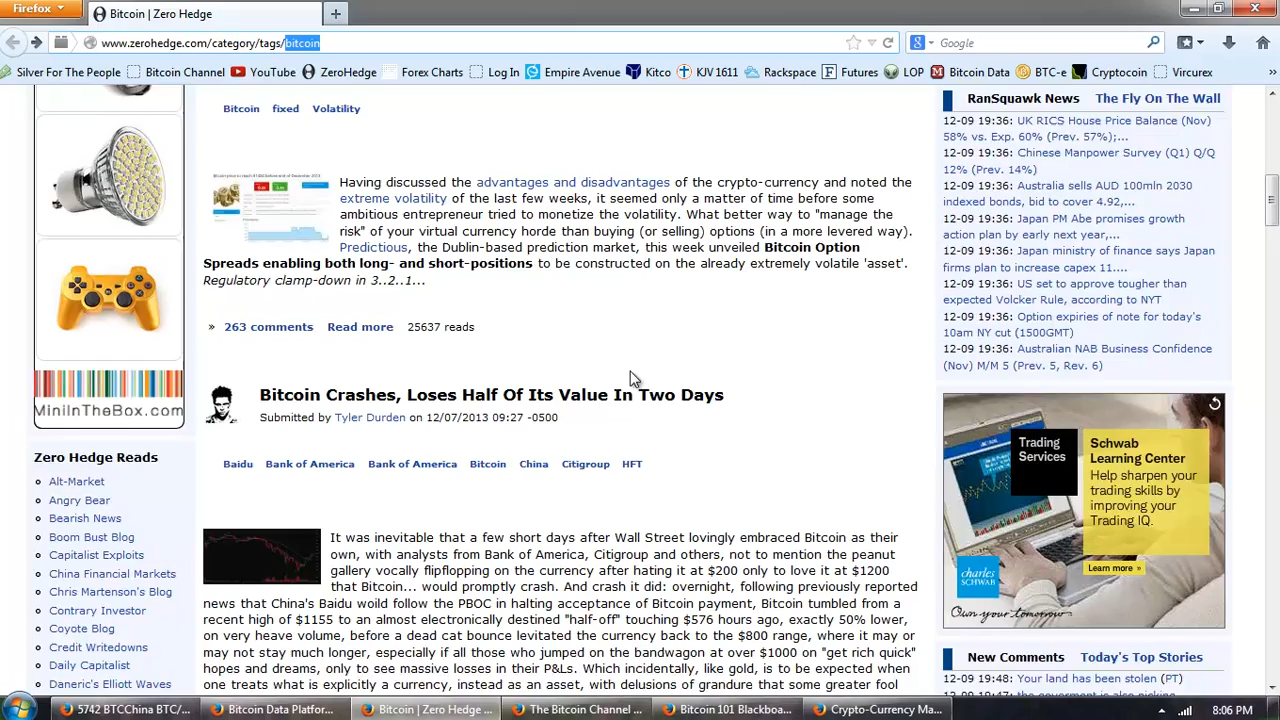 Firefox
Bitcoin | Zero Hedge
www.zerohedge.com/category/tags/bitcoin
Google
Silver For The People
Bitcoin Channel
YouTube
ZeroHedge
Forex Charts
Log In
Empire Avenue
Kitco
KJV 1611
Rackspace
Futures
LOP
Bitcoin Data
BTC-e
Cryptocoin
Vircurex
»
MiniInTheBox.com
Zero Hedge Reads
Alt-Market
Angry Bear
Bearish News
Boom Bust Blog
Capitalist Exploits
China Financial Markets
Chris Martenson's Blog
Contrary Investor
Coyote Blog
Credit Writedowns
Daily Capitalist
Daneric's Elliott Waves
Bitcoin fixed Volatility
Having discussed the advantages and disadvantages of the crypto-currency and noted the
extreme volatility of the last few weeks, it seemed only a matter of time before some
ambitious entrepreneur tried to monetize the volatility. What better way to "manage the
risk" of your virtual currency horde than buying (or selling) options (in a more levered way).
Predictious, the Dublin-based prediction market, this week unveiled Bitcoin Option
Spreads enabling both long- and short-positions to be constructed on the already extremely volatile 'asset'.
Regulatory clamp-down in 3..2..1...
» 263 comments Read more 25637 reads
Bitcoin Crashes, Loses Half Of Its Value In Two Days
Submitted by Tyler Durden on 12/07/2013 09:27 -0500
Baidu Bank of America Bank of America Bitcoin China Citigroup HFT
It was inevitable that a few short days after Wall Street lovingly embraced Bitcoin as their
own, with analysts from Bank of America, Citigroup and others, not to mention the peanut
gallery vocally flipflopping on the currency after hating it at $200 only to love it at $1200
that Bitcoin... would promptly crash. And crash it did: overnight, following previously reported
news that China's Baidu woild follow the PBOC in halting acceptance of Bitcoin payment, Bitcoin tumbled from a
recent high of $1155 to an almost electronically destined "half-off" touching $576 hours ago, exactly 50% lower,
on very heave volume, before a dead cat bounce levitated the currency back to the $800 range, where it may or
may not stay much longer, especially if all those who jumped on the bandwagon at over $1000 on "get rich quick"
hopes and dreams, only to see massive losses in their P&Ls. Which incidentally, like gold, is to be expected when
one treats what is explicitly a currency, instead as an asset, with delusions of grandure that some greater fool
RanSquawk News The Fly On The Wall
12-09 19:36: UK RICS House Price Balance (Nov)
58% vs. Exp. 60% (Prev. 57%);...
12-09 19:36: Chinese Manpower Survey (Q1) Q/Q
12% (Prev. 14%)
12-09 19:36: Australia sells AUD 100mln 2030
indexed bonds, bid to cover 4.92,...
12-09 19:36: Japan PM Abe promises growth
action plan by early next year,...
12-09 19:36: Japan ministry of finance says Japan
firms plan to increase capex 11....
12-09 19:36: US set to approve tougher than
expected Volcker Rule, according to NYT
12-09 19:36: Option expiries of note for today's
10am NY cut (1500GMT)
12-09 19:36: Australian NAB Business Confidence
(Nov) M/M 5 (Prev. 5, Rev. 6)
Trading
Services
Schwab
Learning Center
Help sharpen your
trading skills by
improving your
Trading IQ.
Learn more »
charles
SCHWAB
Own your tomorrow
New Comments Today's Top Stories
12-09 19:48: Your land has been stolen (PT)
5742 BTCChina BTC/...
Bitcoin Data Platfor...
Bitcoin | Zero Hedge ...
The Bitcoin Channel ...
Bitcoin 101 Blackboa...
Crypto-Currency Ma...
8:06 PM